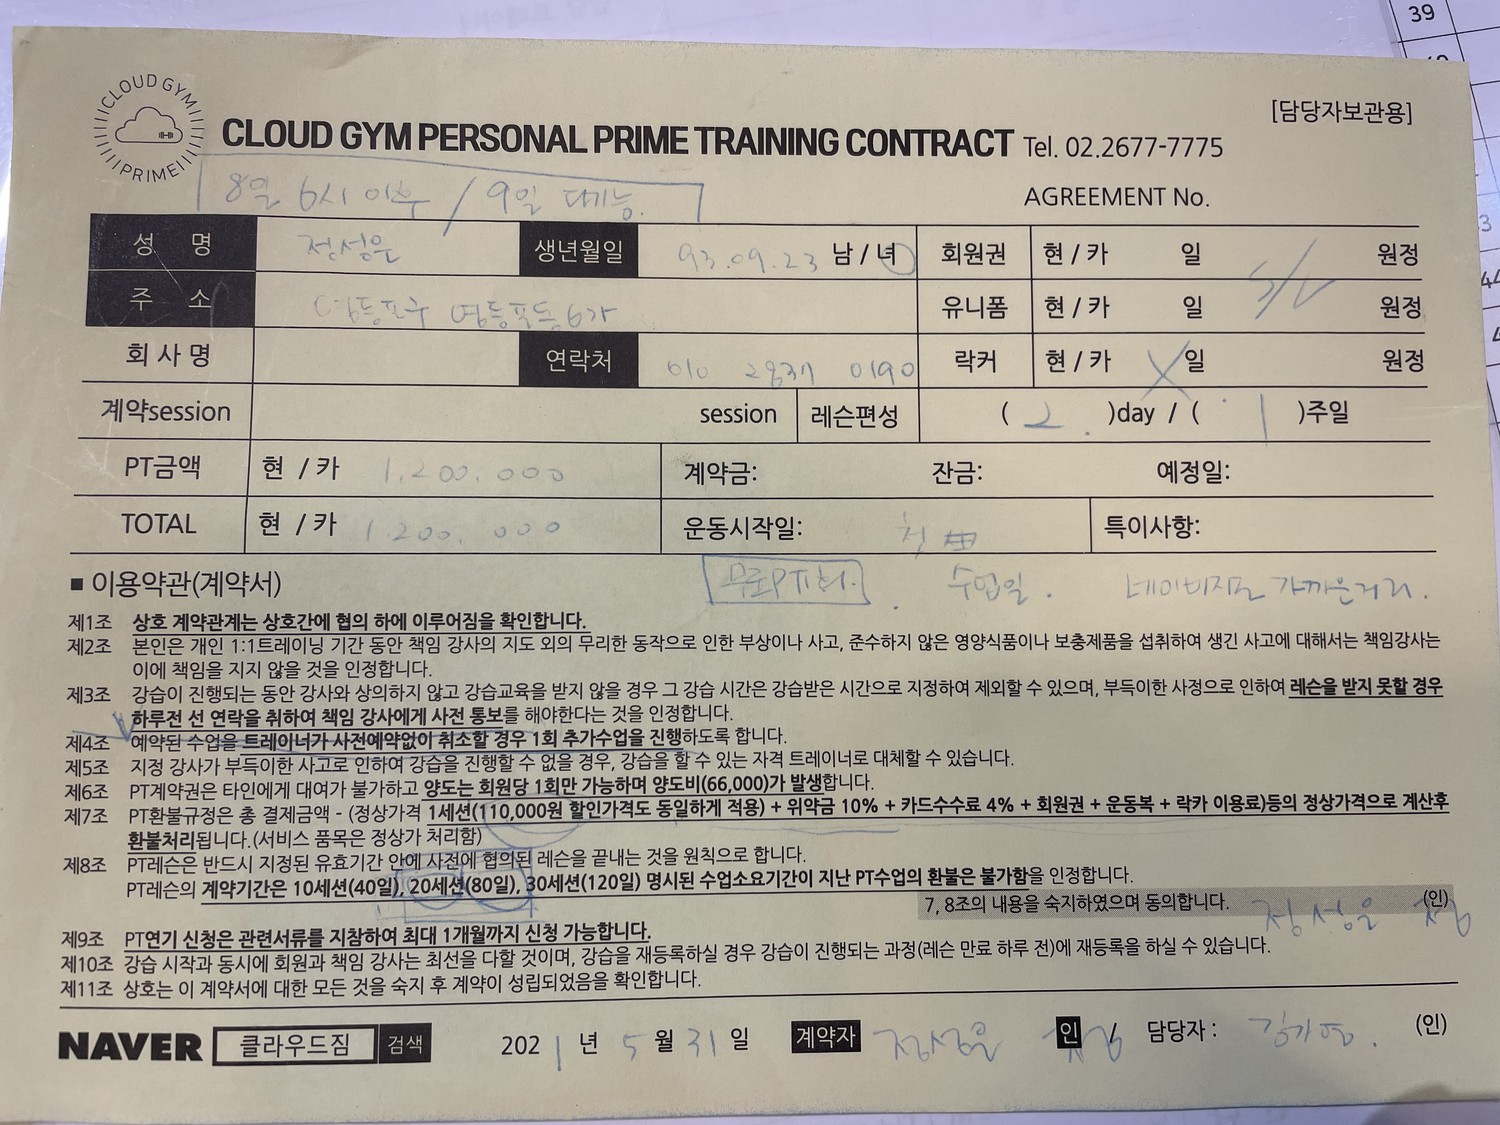 39
CLOUD GYM
PRIME
[담당자보관용]
CLOUD GYM PERSONAL PRIME TRAINING CONTRACT Tel. 02.2677-7775
8일 6시 이후 / 9일 다가능.
AGREEMENT No.
성 명 정성은 생년월일 93.09.23 남 / 녀 회원권 현 / 카 일 원정
주 소 영등포구 영등포동6가 유니폼 현 / 카 일 원정
회 사 명 연락처 010 2837 0190 락커 현 / 카 X 일 원정
계약session session 레슨편성 ( 2. )day / ( 1 )주일
PT금액 현 / 카 1,200,000 계약금: 잔금: 예정일:
TOTAL 현 / 카 1,200,000 운동시작일: 첫 특이사항:
수업일. 네이버지도 가까운거리.
■ 이용약관(계약서)
제1조 상호 계약관계는 상호간에 협의 하에 이루어짐을 확인합니다.
제2조 본인은 개인 1:1트레이닝 기간 동안 책임 강사의 지도 외의 무리한 동작으로 인한 부상이나 사고, 준수하지 않은 영양식품이나 보충제품을 섭취하여 생긴 사고에 대해서는 책임강사는
이에 책임을 지지 않을 것을 인정합니다.
제3조 강습이 진행되는 동안 강사와 상의하지 않고 강습교육을 받지 않을 경우 그 강습 시간은 강습받은 시간으로 지정하여 제외할 수 있으며, 부득이한 사정으로 인하여 레슨을 받지 못할 경우
하루전 선 연락을 취하여 책임 강사에게 사전 통보를 해야한다는 것을 인정합니다.
제4조 예약된 수업을 트레이너가 사전예약없이 취소할 경우 1회 추가수업을 진행하도록 합니다.
제5조 지정 강사가 부득이한 사고로 인하여 강습을 진행할 수 없을 경우, 강습을 할 수 있는 자격 트레이너로 대체할 수 있습니다.
제6조 PT계약권은 타인에게 대여가 불가하고 양도는 회원당 1회만 가능하며 양도비(66,000)가 발생합니다.
제7조 PT환불규정은 총 결제금액 - (정상가격 1세션(110,000원 할인가격도 동일하게 적용) + 위약금 10% + 카드수수료 4% + 회원권 + 운동복 + 락카 이용료)등의 정상가격으로 계산후
환불처리됩니다.(서비스 품목은 정상가 처리함)
제8조 PT레슨은 반드시 지정된 유효기간 안에 사전에 협의된 레슨을 끝내는 것을 원칙으로 합니다.
PT레슨의 계약기간은 10세션(40일), 20세션(80일), 30세션(120일) 명시된 수업소요기간이 지난 PT수업의 환불은 불가함을 인정합니다.
7, 8조의 내용을 숙지하였으며 동의합니다. 정성은 (인)
제9조 PT연기 신청은 관련서류를 지참하여 최대 1개월까지 신청 가능합니다.
제10조 강습 시작과 동시에 회원과 책임 강사는 최선을 다할 것이며, 강습을 재등록하실 경우 강습이 진행되는 과정(레슨 만료 하루 전)에 재등록을 하실 수 있습니다.
제11조 상호는 이 계약서에 대한 모든 것을 숙지 후 계약이 성립되었음을 확인합니다.
NAVER 클라우드짐 검색 2021 년 5 월 31 일 계약자 정성은 인 담당자 : (인)